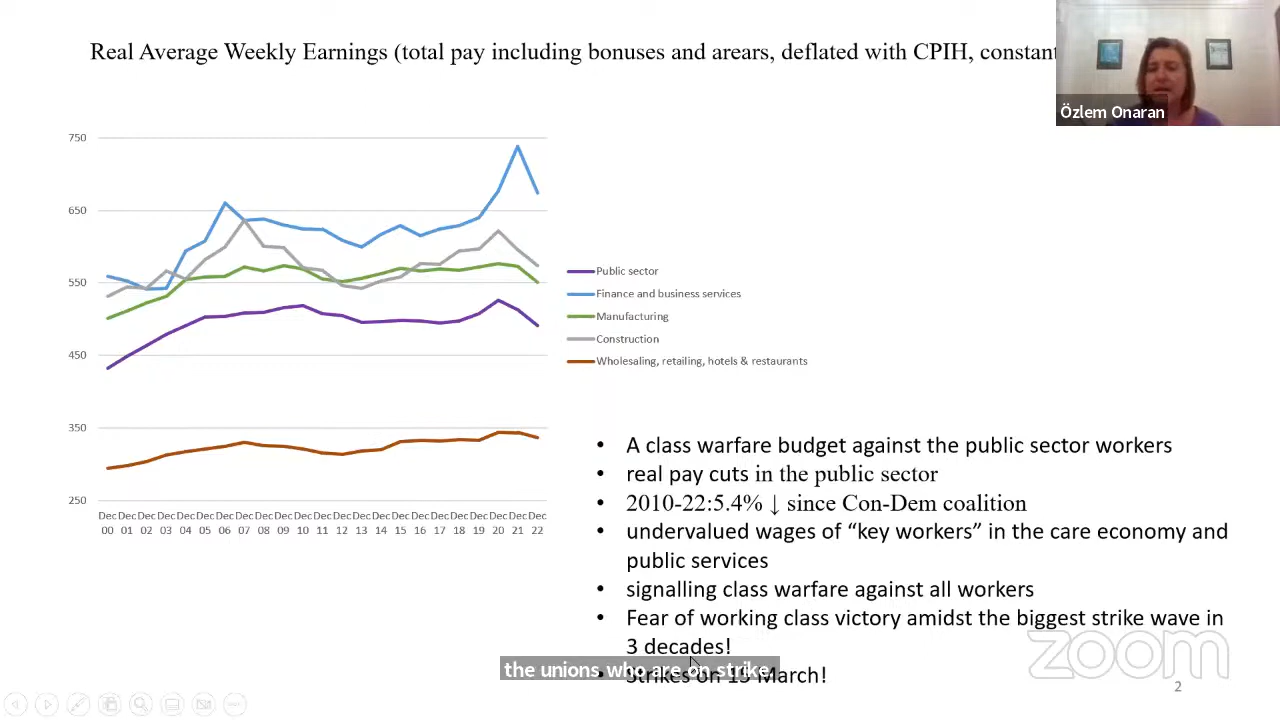 Real Average Weekly Earnings (total pay including bonuses and arears, deflated with CPIH, constant
Özlem Onaran
750
650
550
450
350
250
Dec Dec Dec Dec Dec Dec Dec Dec Dec Dec Dec Dec Dec Dec Dec Dec Dec Dec Dec Dec Dec Dec Dec
00 01 02 03 04 05 06 07 08 09 10 11 12 13 14 15 16 17 18 19 20 21 22
Public sector
Finance and business services
Manufacturing
Construction
Wholesaling, retailing, hotels & restaurants
• A class warfare budget against the public sector workers
• real pay cuts in the public sector
• 2010-22:5.4% ↓ since Con-Dem coalition
• undervalued wages of “key workers” in the care economy and
public services
• signalling class warfare against all workers
• Fear of working class victory amidst the biggest strike wave in
3 decades!
• Strikes on 15 March!
the unions who are on strike
zoom
2